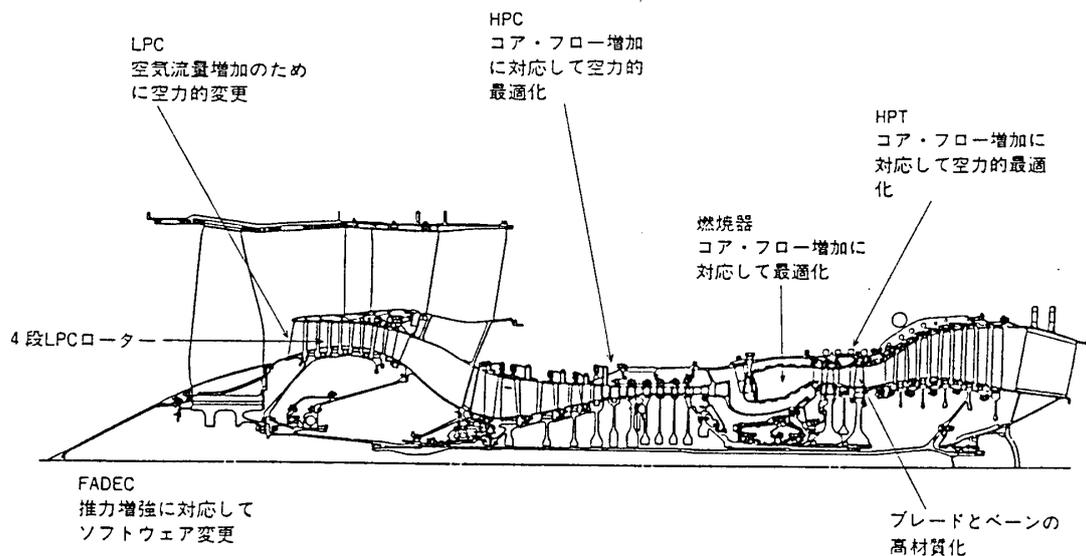 LPC
空気流量増加のため
に空力的変更
HPC
コア・フロー増加
に対応して空力的
最適化
HPT
コア・フロー増加に
対応して空力的最適
化
燃焼器
コア・フロー増加に
対応して最適化
4段LPCローター
FADEC
推力増強に対応して
ソフトウェア変更
ブレードとベーンの
高材質化